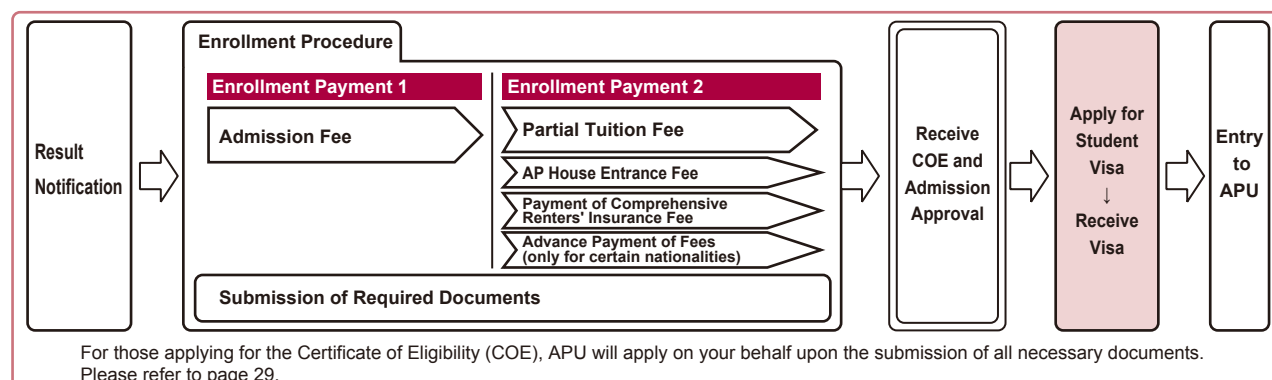 Result
Notification
Enrollment Procedure
Enrollment Payment 1
Admission Fee
Enrollment Payment 2
Partial Tuition Fee
AP House Entrance Fee
Payment of Comprehensive
Renters' Insurance Fee
Advance Payment of Fees
(only for certain nationalities)
Submission of Required Documents
Receive
COE and
Admission
Approval
Apply for
Student
Visa
↓
Receive
Visa
Entry
to
APU
For those applying for the Certificate of Eligibility (COE), APU will apply on your behalf upon the submission of all necessary documents.
Please refer to page 29.